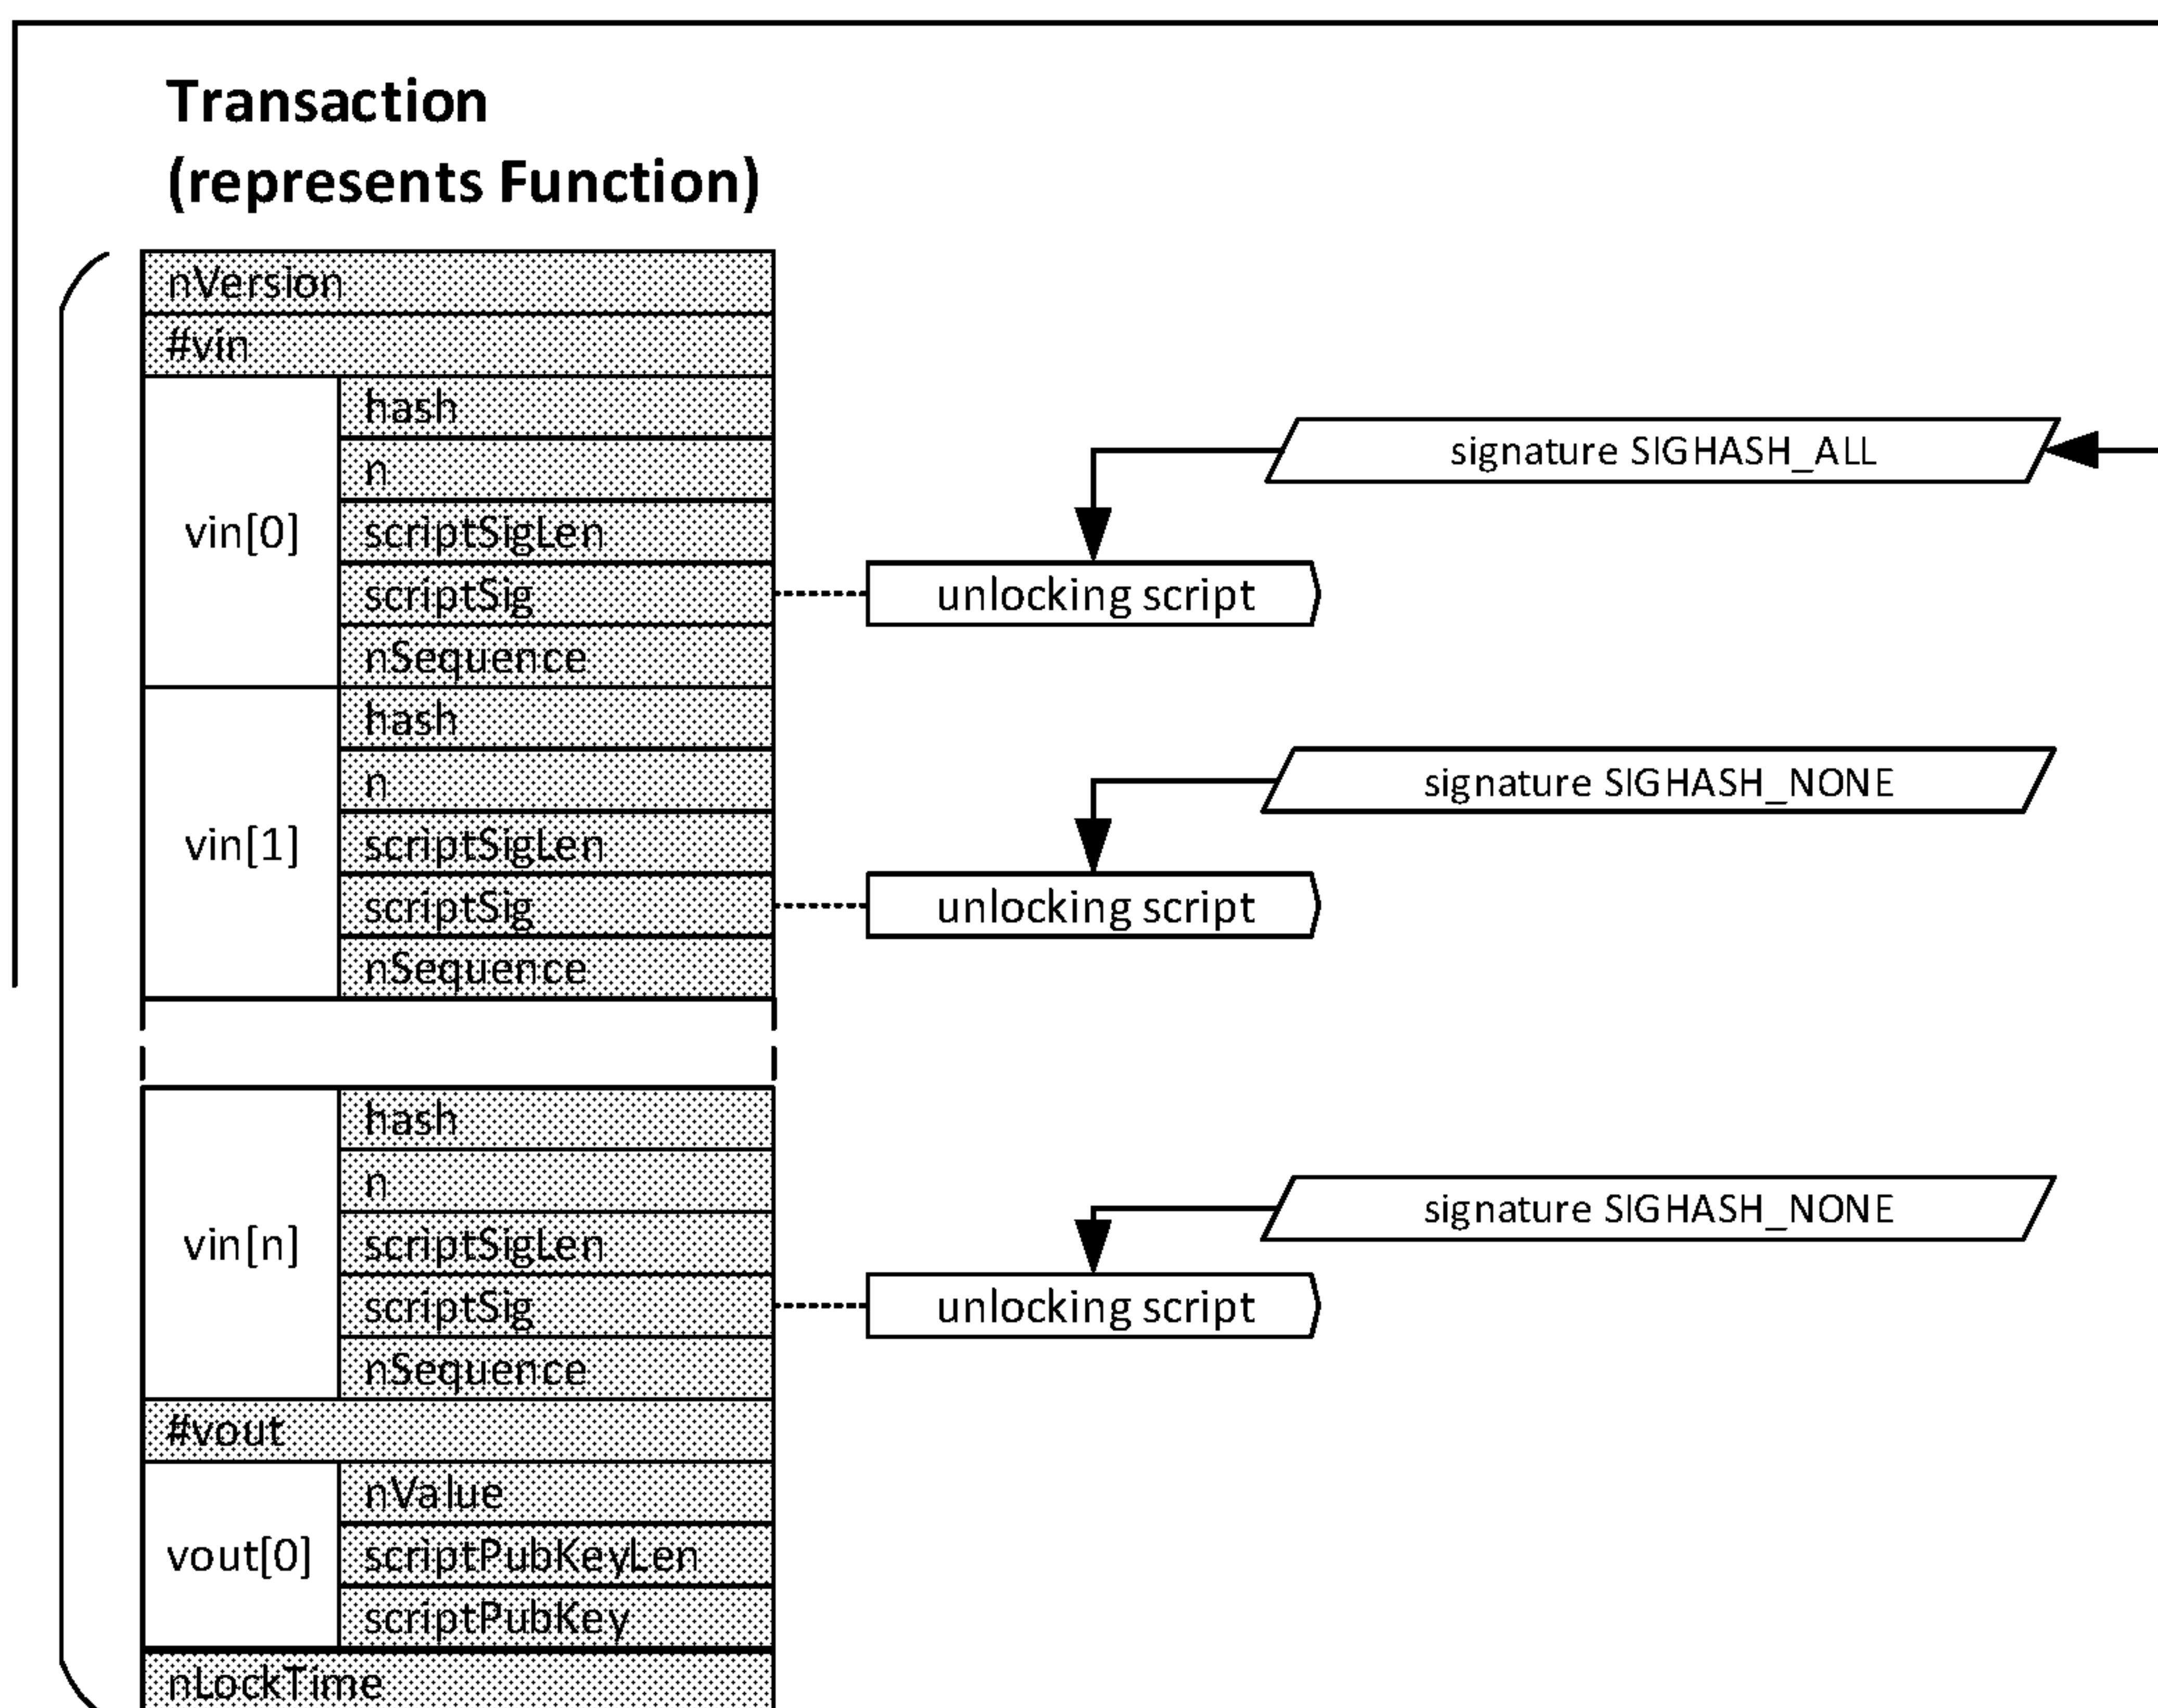 Transaction
(represents Function)
nVersion
#vin
vin[0]
hash
n
scriptSigLen
scriptSig
nSequence
signature SIGHASH_ALL
unlocking script
vin[1]
hash
n
scriptSigLen
scriptSig
nSequence
signature SIGHASH_NONE
unlocking script
vin[n]
hash
n
scriptSigLen
scriptSig
nSequence
signature SIGHASH_NONE
unlocking script
#vout
vout[0]
nValue
scriptPubKeyLen
scriptPubKey
nLockTime